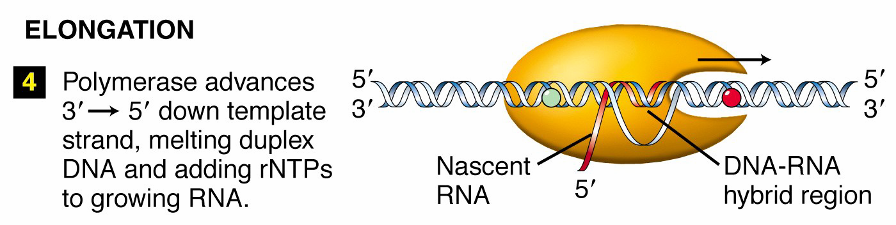 ELONGATION
4 Polymerase advances
3′ → 5′ down template
strand, melting duplex
DNA and adding rNTPs
to growing RNA.
5′
3′
5′
3′
Nascent
RNA
5′
DNA-RNA
hybrid region